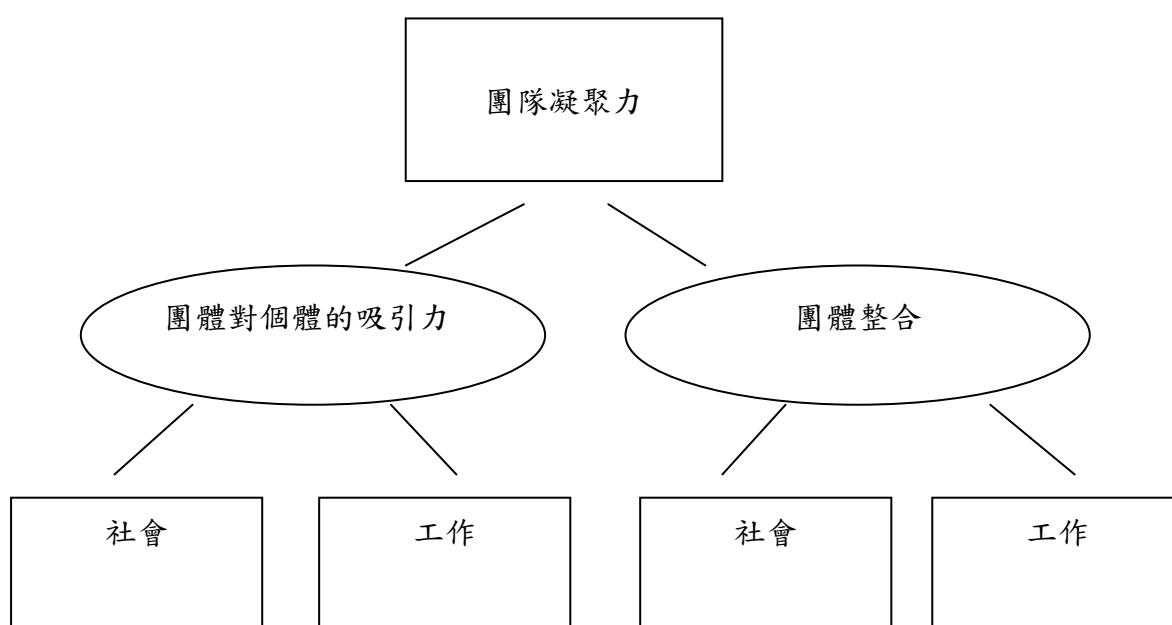 團隊凝聚力
團體對個體的吸引力
團體整合
社會
工作
社會
工作